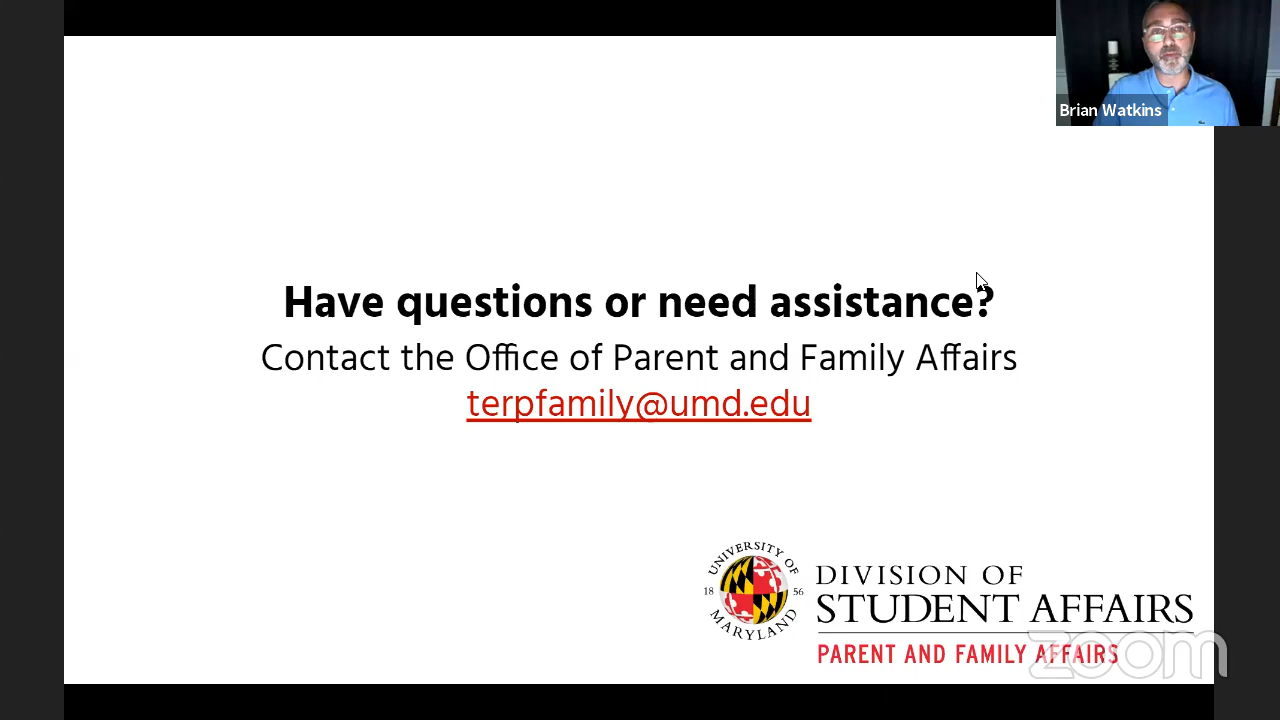 Brian Watkins
Have questions or need assistance?
Contact the Office of Parent and Family Affairs
terpfamily@umd.edu
UNIVERSITY OF
18 56
MARYLAND
DIVISION OF
STUDENT AFFAIRS
PARENT AND FAMILY AFFAIRS
zoom